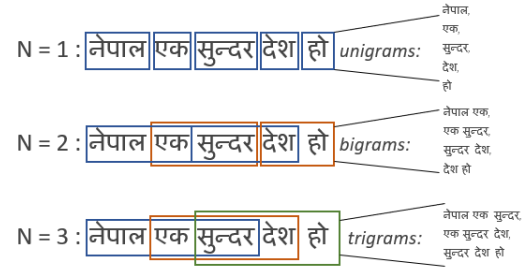 N = 1 : नेपाल एक सुन्दर देश हो unigrams:
नेपाल,
एक,
सुन्दर,
देश,
हो
N = 2 : नेपाल एक सुन्दर देश हो bigrams:
नेपाल एक,
एक सुन्दर,
सुन्दर देश,
देश हो
N = 3 : नेपाल एक सुन्दर देश हो trigrams:
नेपाल एक सुन्दर,
एक सुन्दर देश,
सुन्दर देश हो